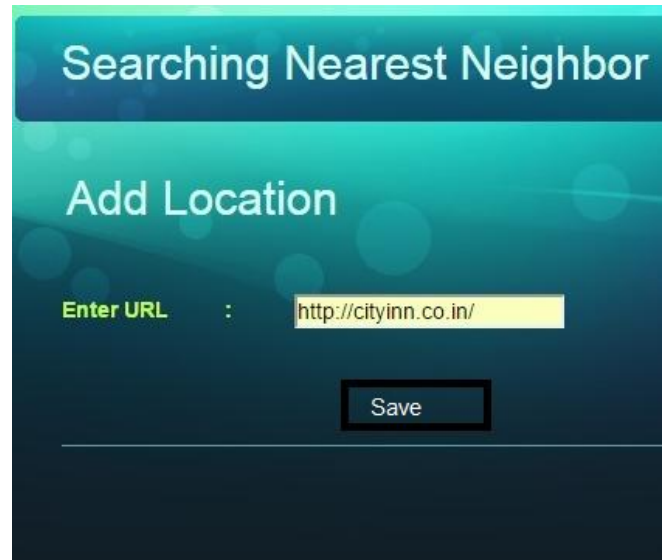 Searching Nearest Neighbor
Add Location
Enter URL : http://cityinn.co.in/
Save